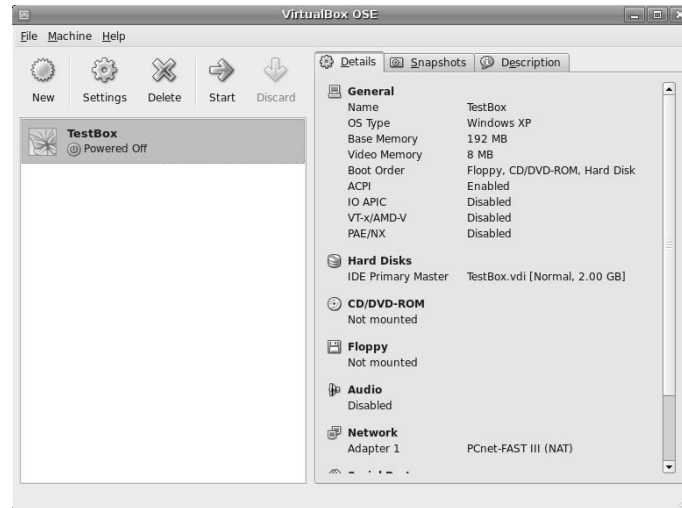 VirtualBox OSE
File Machine Help
New Settings Delete Start Discard
TestBox
Powered Off
Details Snapshots Description
General
Name TestBox
OS Type Windows XP
Base Memory 192 MB
Video Memory 8 MB
Boot Order Floppy, CD/DVD-ROM, Hard Disk
ACPI Enabled
IO APIC Disabled
VT-x/AMD-V Disabled
PAE/NX Disabled
Hard Disks
IDE Primary Master TestBox.vdi [Normal, 2.00 GB]
CD/DVD-ROM
Not mounted
Floppy
Not mounted
Audio
Disabled
Network
Adapter 1 PCnet-FAST III (NAT)